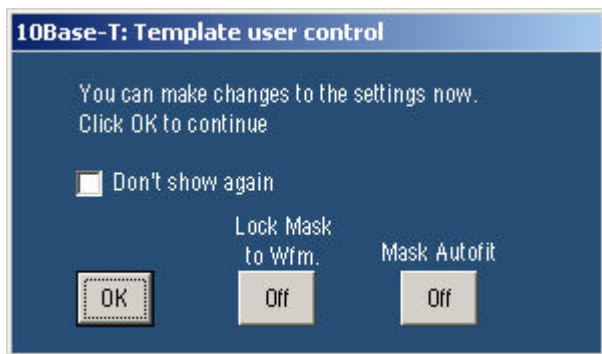 10Base-T: Template user control
You can make changes to the settings now.
Click OK to continue
Don't show again
Lock Mask
to Wfm.
Mask Autofit
OK
Off
Off